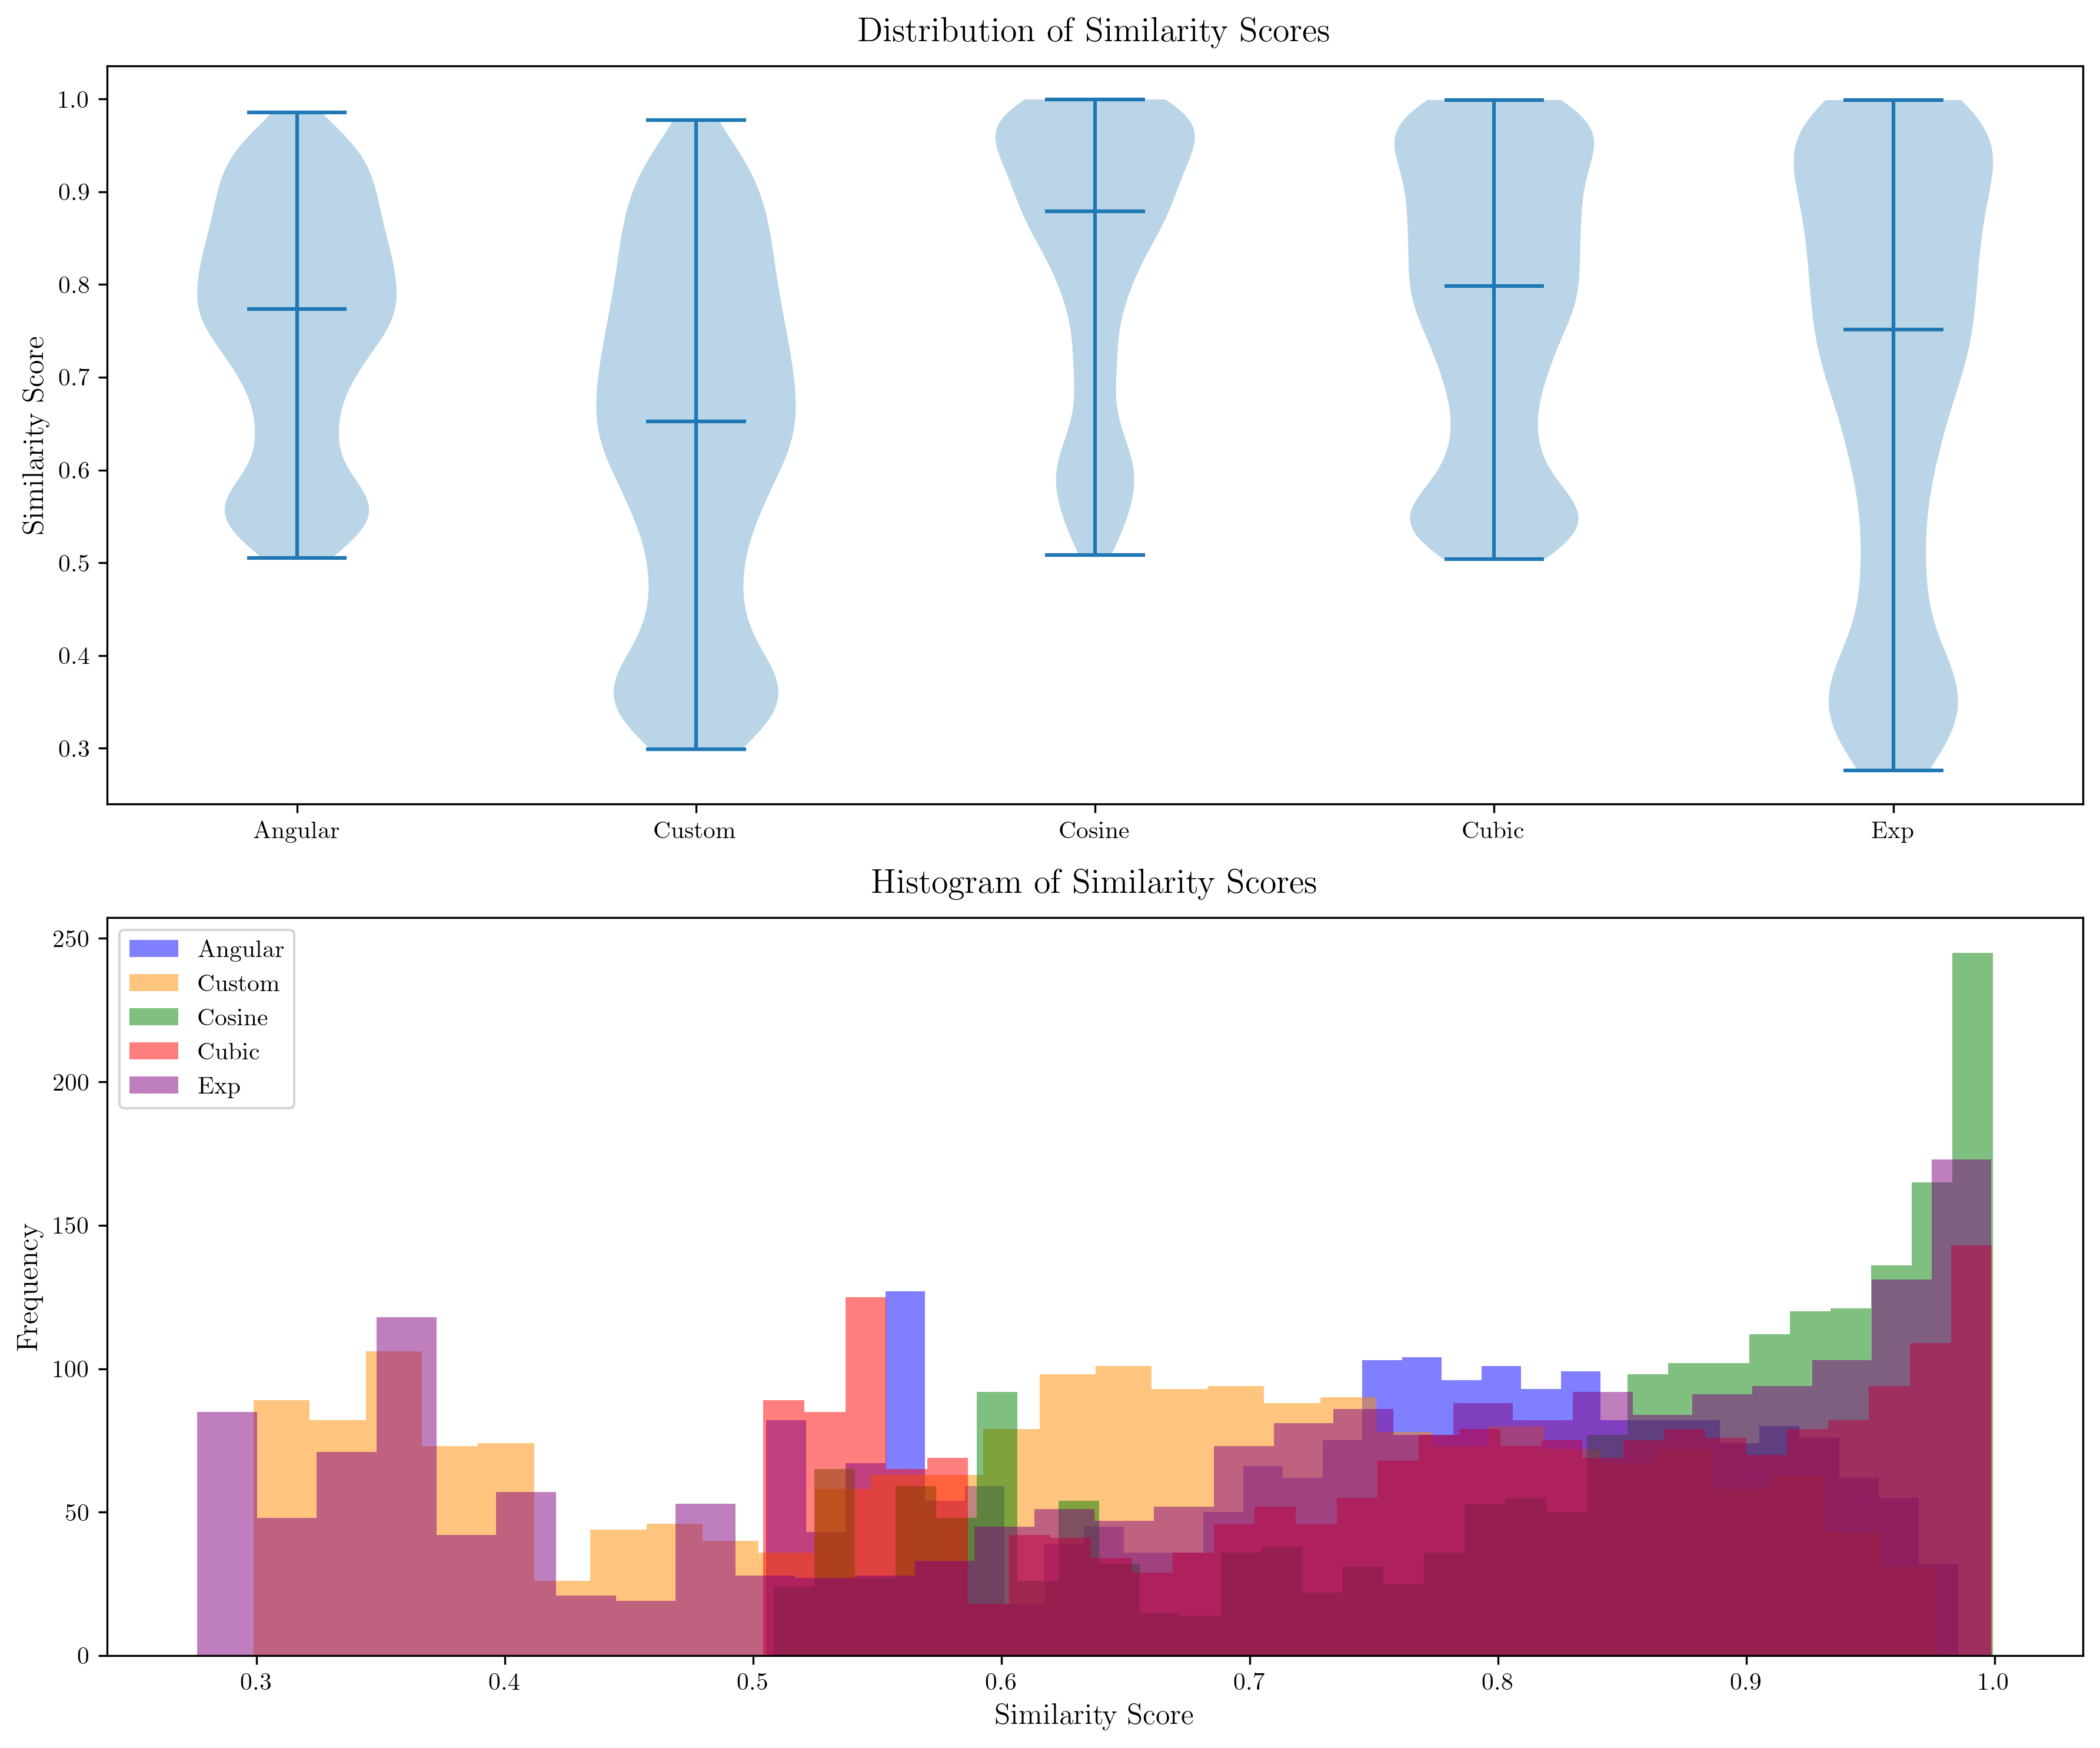 Distribution of Similarity Scores
1.0
0.9
0.8
0.7
0.6
0.5
0.4
0.3
Similarity Score
Angular Custom Cosine Cubic Exp
Histogram of Similarity Scores
250
200
150
100
50
0
Frequency
Angular
Custom
Cosine
Cubic
Exp
0.3 0.4 0.5 0.6 0.7 0.8 0.9 1.0
Similarity Score